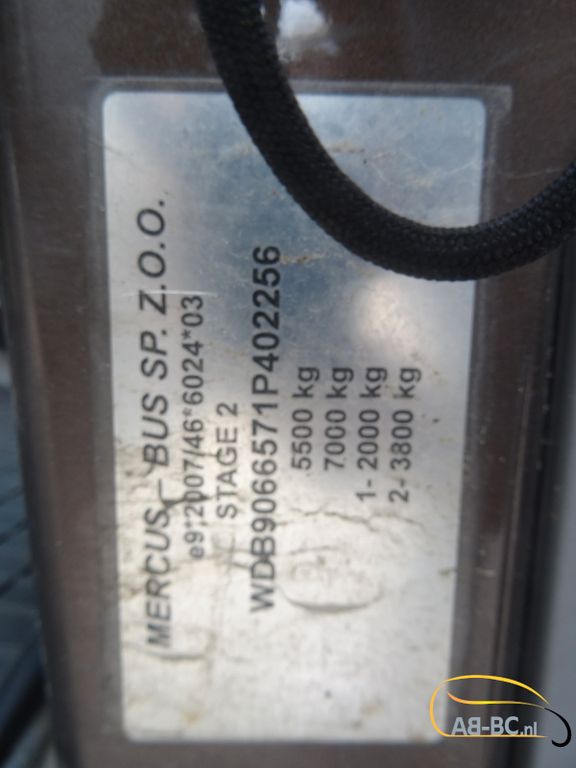 MERCUS - BUS SP. Z.O.O.
e9*2007/46*6024*03
STAGE 2
WDB9066571P402256
5500 kg
7000 kg
1- 2000 kg
2- 3800 kg
AB-BC.nl